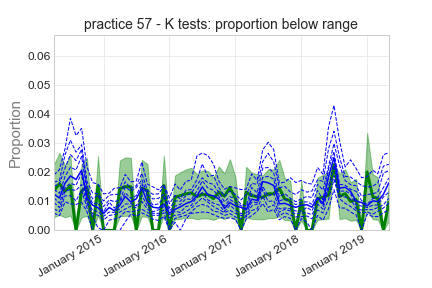 practice 57 - K tests: proportion below range
0.06
0.05
0.04
0.03
0.02
0.01
0.00
Proportion
January 2015
January 2016
January 2017
January 2018
January 2019